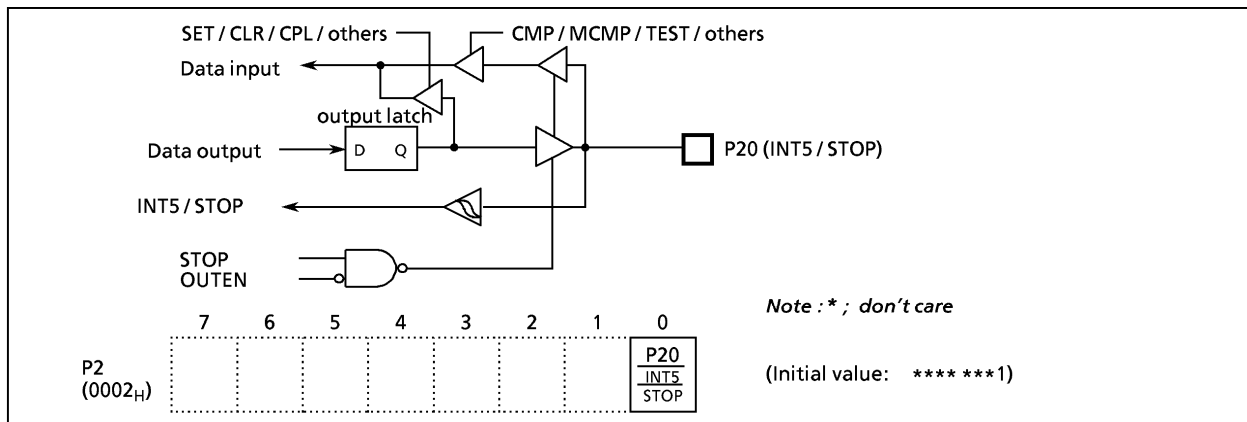 SET / CLR / CPL / others
CMP / MCMP / TEST / others
Data input
output latch
Data output
D Q
P20 (INT5 / STOP)
INT5 / STOP
STOP
OUTEN
Note : * ; don't care
7 6 5 4 3 2 1 0
P2
(0002H)
P20
INT5
STOP
(Initial value: **** ***1)